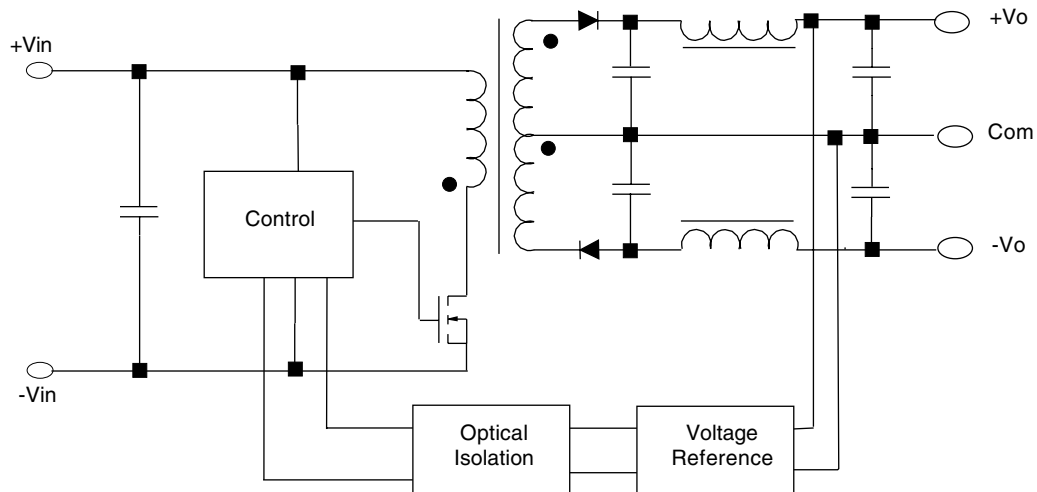 +Vin
+Vo
Com
-Vo
Control
-Vin
Optical
Isolation
Voltage
Reference